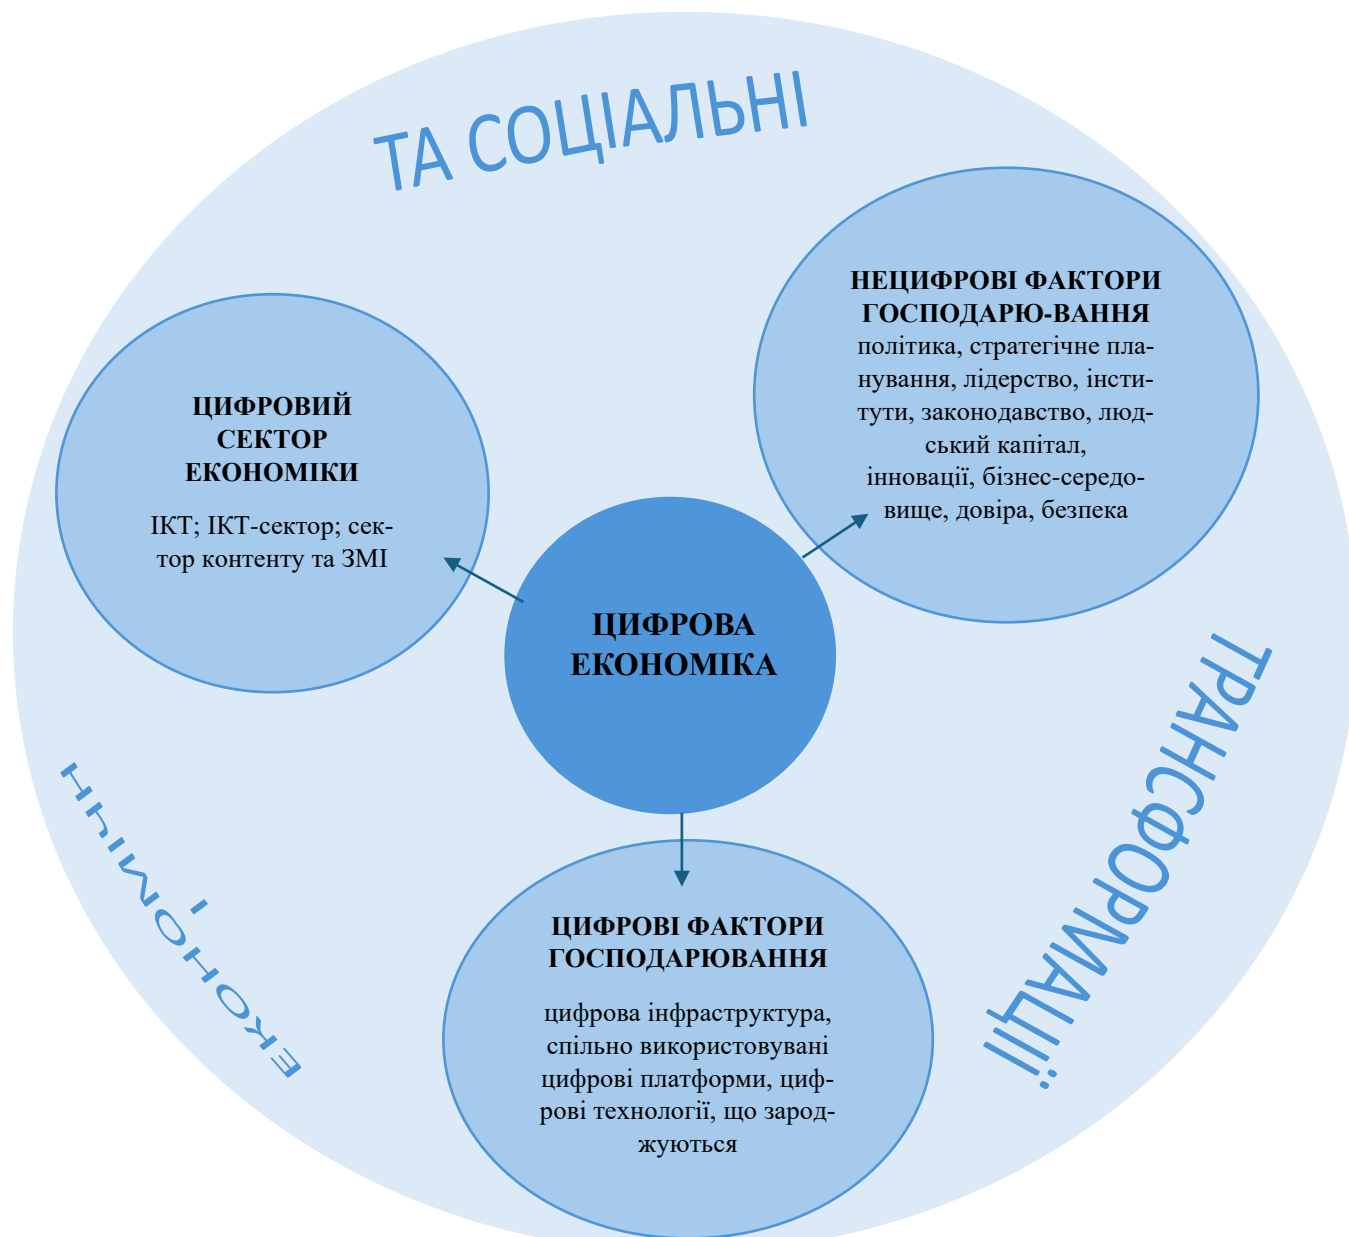 ТА СОЦІАЛЬНІ
НЕЦИФРОВІ ФАКТОРИ
ГОСПОДАРЮ-ВАННЯ
політика, стратегічне пла-
нування, лідерство, інсти-
тути, законодавство, люд-
ський капітал,
інновації, бізнес-середо-
вище, довіра, безпека
ЦИФРОВИЙ
СЕКТОР
ЕКОНОМІКИ
ІКТ; ІКТ-сектор; сек-
тор контенту та ЗМІ
ЦИФРОВА
ЕКОНОМІКА
ТРАНСФОРМАЦІЇ
ЕКОНОМІЧН
І
ЦИФРОВІ ФАКТОРИ
ГОСПОДАРЮВАННЯ
цифрова інфраструктура,
спільно використовувані
цифрові платформи, циф-
рові технології, що зарод-
жуються